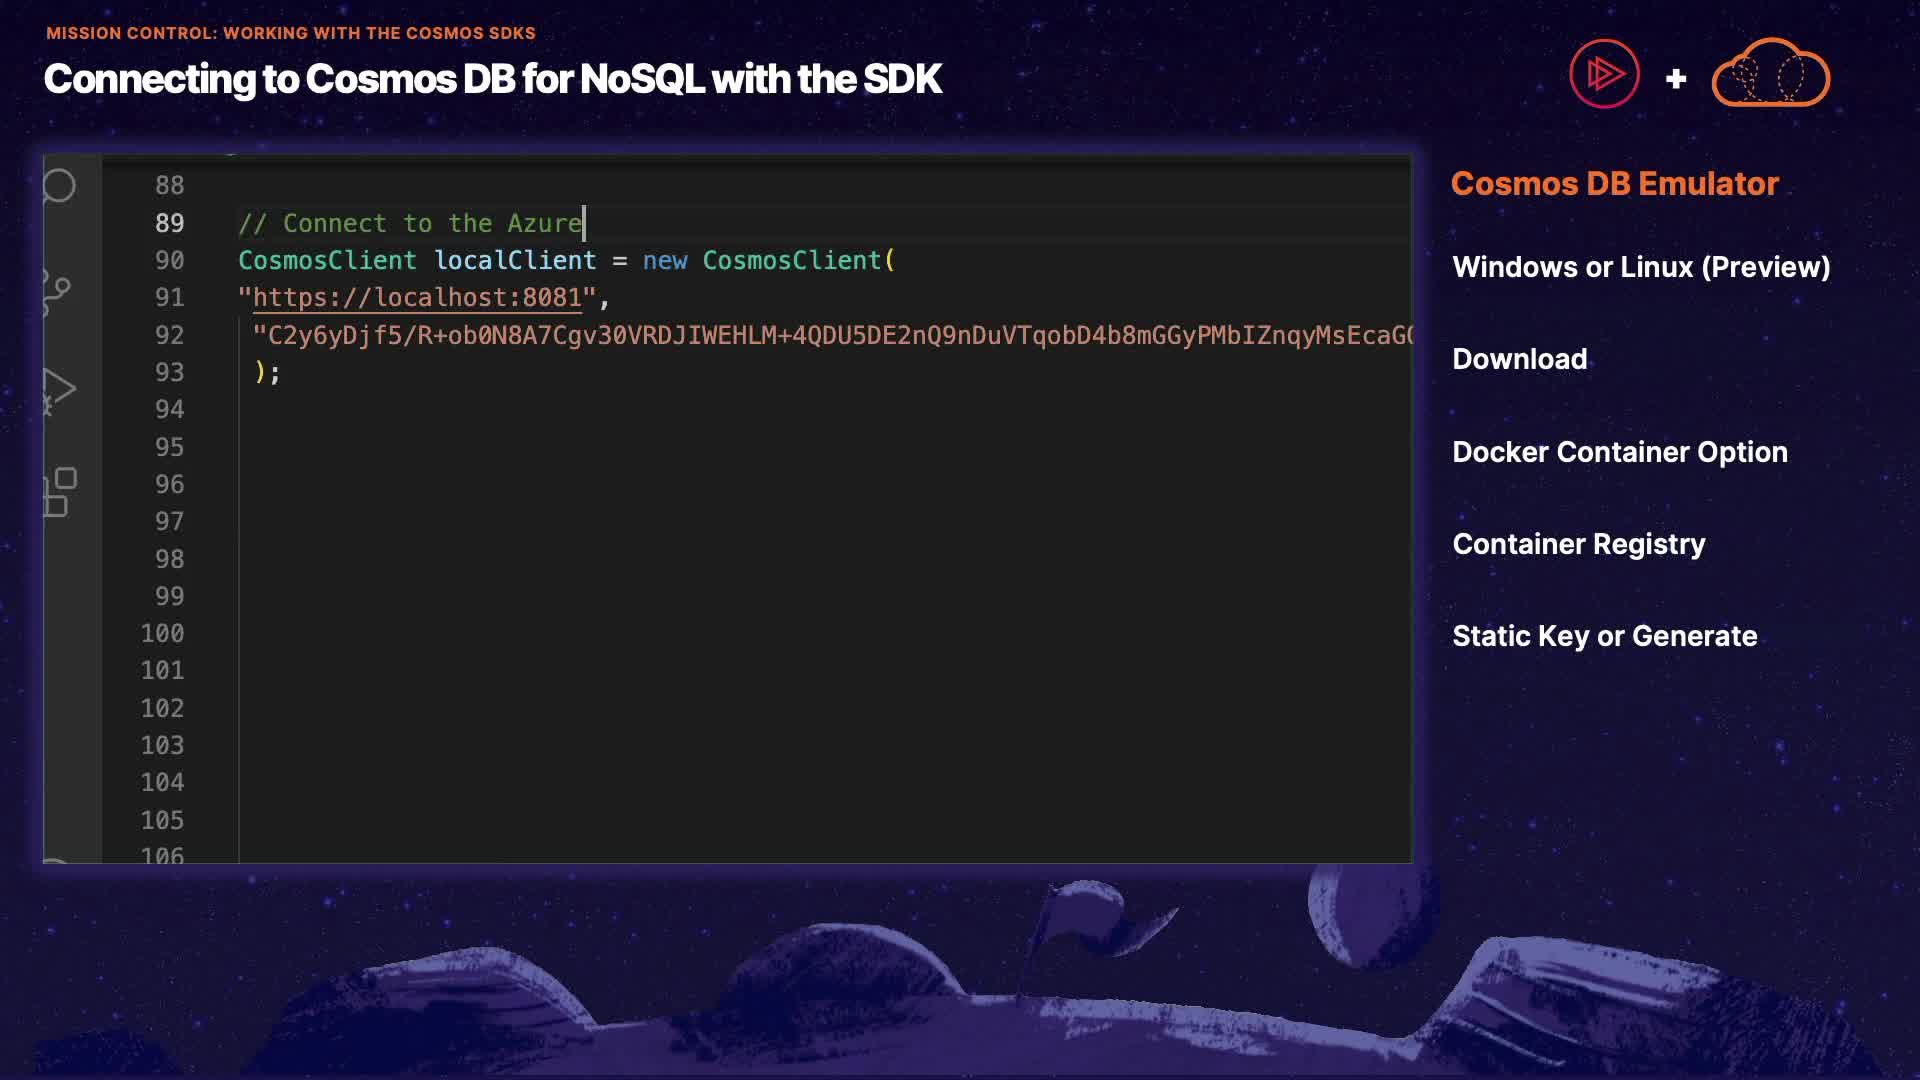 MISSION CONTROL: WORKING WITH THE COSMOS SDKS
Connecting to Cosmos DB for NoSQL with the SDK
+
88
89 // Connect to the Azure
90 CosmosClient localClient = new CosmosClient(
91 "https://localhost:8081",
92 "C2y6yDjf5/R+ob0N8A7Cgv30VRDJIWEHLM+4QDU5DE2nQ9nDuVTqobD4b8mGGyPMbIZnqyMsEcaG
93 );
94
95
96
97
98
99
100
101
102
103
104
105
106
Cosmos DB Emulator
Windows or Linux (Preview)
Download
Docker Container Option
Container Registry
Static Key or Generate